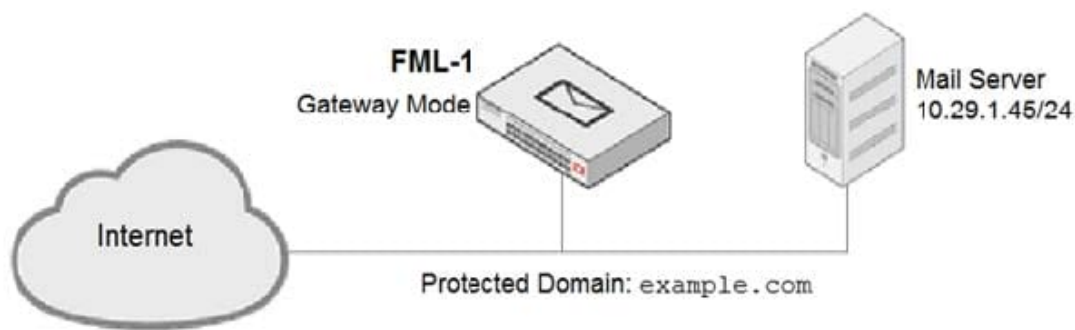 FML-1
Gateway Mode
Mail Server
10.29.1.45/24
Internet
Protected Domain: example.com